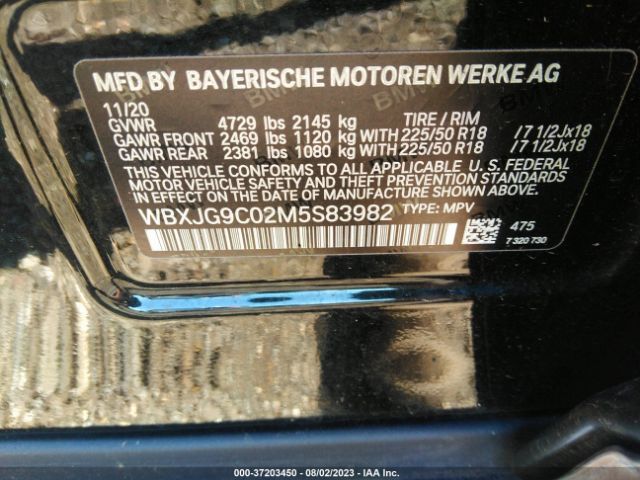 MFD BY BAYERISCHE MOTOREN WERKE AG
11/20
GVWR 4729 lbs 2145 kg TIRE / RIM
GAWR FRONT 2469 lbs 1120 kg WITH 225/50 R18 /7 1/2Jx18
GAWR REAR 2381 lbs 1080 kg WITH 225/50 R18 /7 1/2Jx18
THIS VEHICLE CONFORMS TO ALL APPLICABLE U.S. FEDERAL
MOTOR VEHICLE SAFETY AND THEFT PREVENTION STANDARDS
IN EFFECT ON THE DATE OF MANUFACTURE SHOWN ABOVE.
WBXJG9C02M5S83982 TYPE: MPV
475
7 320 730
000-37203450 - 08/02/2023 - IAA Inc.